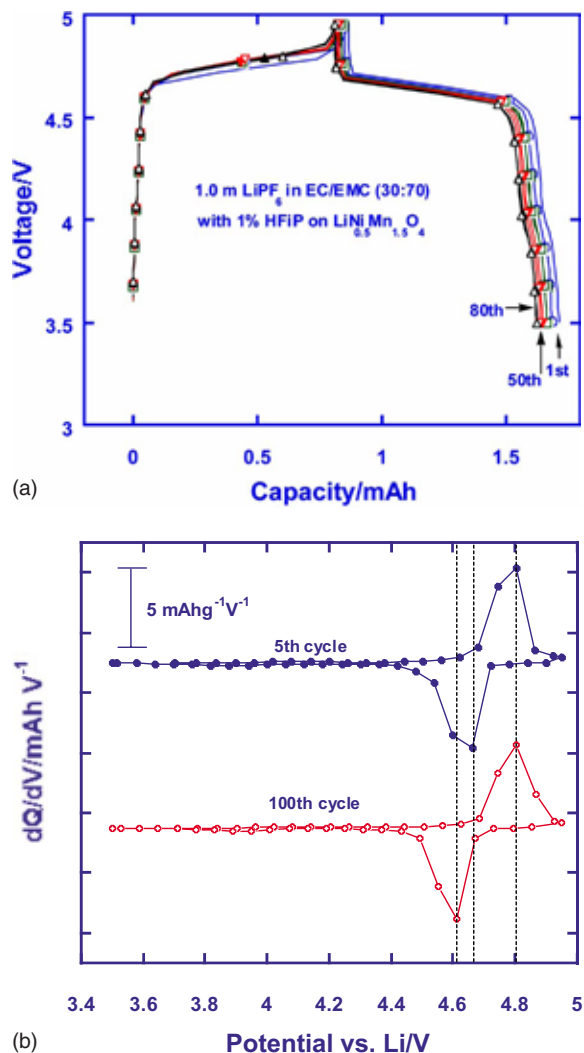 5
4.5
4
3.5
3
Voltage/V
1.0 m LiPF6 in EC/EMC (30:70)
with 1% HFiP on LiNi0.5Mn1.5O4
80th
50th
1st
0
0.5
1
1.5
Capacity/mAh
(a)
5 mAhg-1V-1
5th cycle
100th cycle
dQ/dV/mAh V-1
3.4
3.6
3.8
4
4.2
4.4
4.6
4.8
5
Potential vs. Li/V
(b)